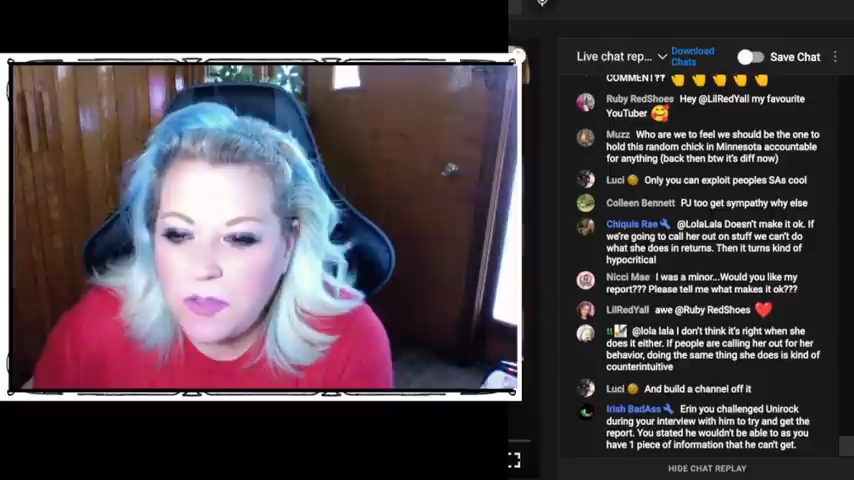 Live chat rep...
Download
Chats
Save Chat
COMMENT??
Ruby RedShoes Hey @LilRedYall my favourite
YouTuber
Muzz Who are we to feel we should be the one to
hold this random chick in Minnesota accountable
for anything (back then btw it's diff now)
Luci Only you can exploit peoples SAs cool
Colleen Bennett PJ too get sympathy why else
Chiquis Rae @LolaLala Doesn't make it ok. If
we're going to call her out on stuff we can't do
what she does in returns. Then it turns kind of
hypocritical
Nicci Mae I was a minor...Would you like my
report??? Please tell me what makes it ok???
LilRedYall awe @Ruby RedShoes
tt @lola lala I don't think it's right when she
does it either. If people are calling her out for her
behavior, doing the same thing she does is kind of
counterintuitive
Luci And build a channel off it
Irish BadAss Erin you challenged Unirock
during your interview with him to try and get the
report. You stated he wouldn't be able to as you
have 1 piece of information that he can't get.
HIDE CHAT REPLAY